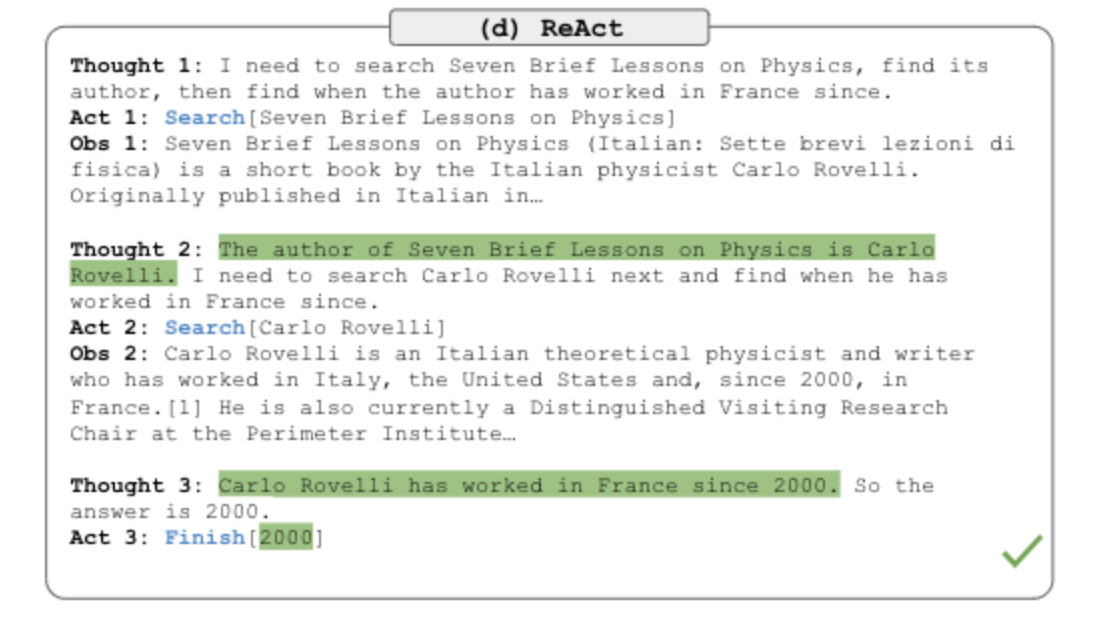 (d) ReAct
Thought 1: I need to search Seven Brief Lessons on Physics, find its
author, then find when the author has worked in France since.
Act 1: Search[Seven Brief Lessons on Physics]
Obs 1: Seven Brief Lessons on Physics (Italian: Sette brevi lezioni di
fisica) is a short book by the Italian physicist Carlo Rovelli.
Originally published in Italian in…
Thought 2: The author of Seven Brief Lessons on Physics is Carlo
Rovelli. I need to search Carlo Rovelli next and find when he has
worked in France since.
Act 2: Search[Carlo Rovelli]
Obs 2: Carlo Rovelli is an Italian theoretical physicist and writer
who has worked in Italy, the United States and, since 2000, in
France.[1] He is also currently a Distinguished Visiting Research
Chair at the Perimeter Institute…
Thought 3: Carlo Rovelli has worked in France since 2000. So the
answer is 2000.
Act 3: Finish[2000]